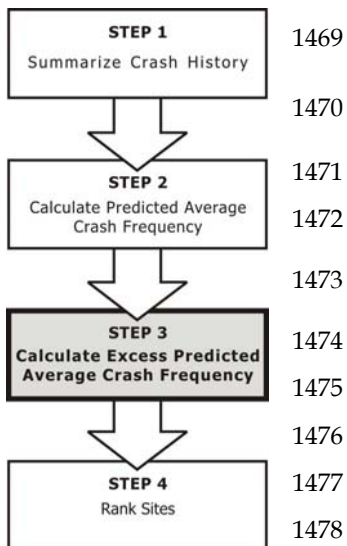 STEP 1
Summarize Crash History
STEP 2
Calculate Predicted Average
Crash Frequency
STEP 3
Calculate Excess Predicted
Average Crash Frequency
STEP 4
Rank Sites
1469
1470
1471
1472
1473
1474
1475
1476
1477
1478